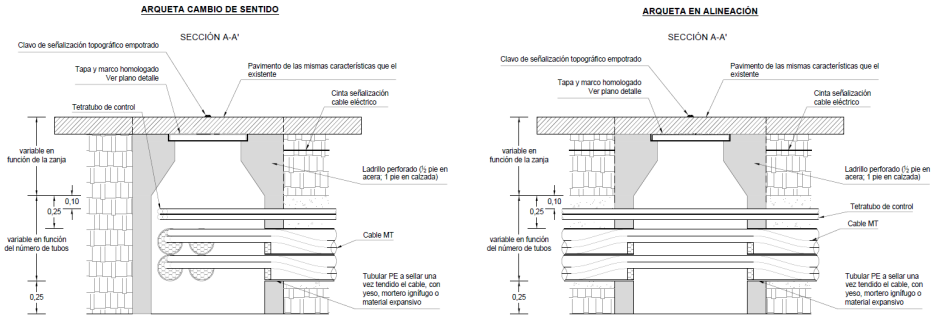 ARQUETA CAMBIO DE SENTIDO
SECCIÓN A-A'
Clavo de señalización topográfico empotrado
Tapa y marco homologado
Ver plano detalle
Pavimento de las mismas características que el
existente
Tetratubo de control
Cinta señalización
cable eléctrico
variable en
función de la zanja
Ladrillo perforado (½ pie en
acera; 1 pie en calzada)
0,10
0,25
variable en función
del número de tubos
Cable MT
0,25
Tubular PE a sellar una
vez tendido el cable, con
yeso, mortero ignífugo o
material expansivo
ARQUETA EN ALINEACIÓN
SECCIÓN A-A'
Clavo de señalización topográfico empotrado
Tapa y marco homologado
Ver plano detalle
Pavimento de las mismas características que el
existente
Cinta señalización
cable eléctrico
variable en
función de la zanja
Ladrillo perforado (½ pie en
acera; 1 pie en calzada)
0,10
0,25
Tetratubo de control
variable en función
del número de tubos
Cable MT
0,25
Tubular PE a sellar una
vez tendido el cable, con
yeso, mortero ignífugo o
material expansivo